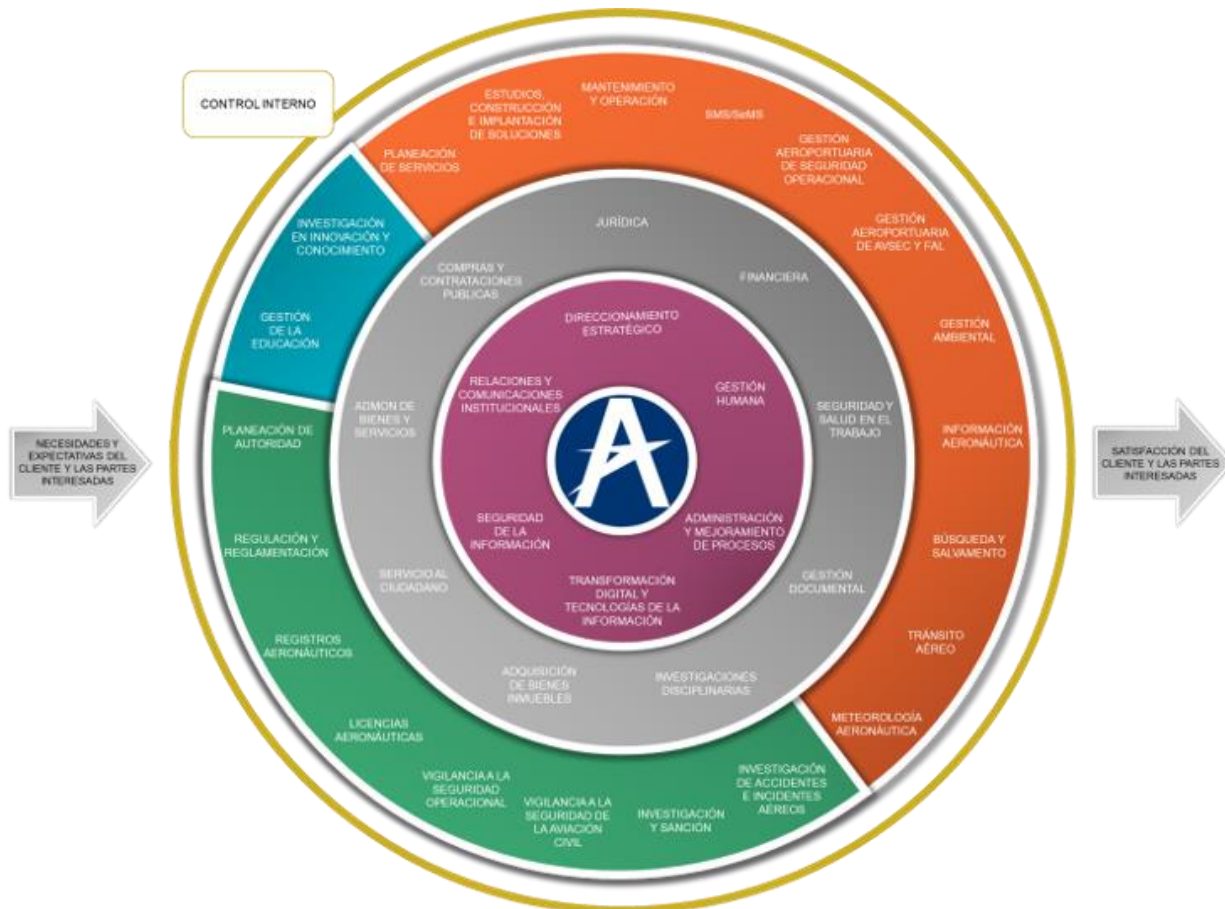 CONTROL INTERNO
ESTUDIOS,
CONSTRUCCIÓN
E IMPLANTACIÓN
DE SOLUCIONES
MANTENIMIENTO
Y OPERACIÓN
SMS/SeMS
PLANEACIÓN
DE SERVICIOS
GESTIÓN
AEROPORTUARIA
DE SEGURIDAD
OPERACIONAL
GESTIÓN
AEROPORTUARIA
DE AVSEC Y FAL
GESTIÓN
AMBIENTAL
INFORMACIÓN
AERONÁUTICA
BÚSQUEDA Y
SALVAMENTO
TRÁNSITO
AÉREO
METEOROLOGÍA
AERONÁUTICA
INVESTIGACIÓN
EN INNOVACIÓN Y
CONOCIMIENTO
GESTIÓN
DE LA
EDUCACIÓN
PLANEACIÓN DE
AUTORIDAD
REGULACIÓN Y
REGLAMENTACIÓN
REGISTROS
AERONÁUTICOS
LICENCIAS
AERONÁUTICAS
VIGILANCIA A LA
SEGURIDAD
OPERACIONAL
VIGILANCIA A LA
SEGURIDAD DE
LA AVIACIÓN
CIVIL
INVESTIGACIÓN
Y SANCIÓN
INVESTIGACIÓN
DE ACCIDENTES
E INCIDENTES
AÉREOS
JURÍDICA
COMPRAS Y
CONTRATACIONES
PUBLICAS
FINANCIERA
ADMON DE
BIENES Y
SERVICIOS
SEGURIDAD Y
SALUD EN EL
TRABAJO
SERVICIO AL
CIUDADANO
GESTIÓN
DOCUMENTAL
ADQUISICIÓN
DE BIENES
INMUEBLES
INVESTIGACIONES
DISCIPLINARIAS
DIRECCIONAMIENTO
ESTRATÉGICO
RELACIONES Y
COMUNICACIONES
INSTITUCIONALES
GESTIÓN
HUMANA
SEGURIDAD
DE LA
INFORMACIÓN
ADMINISTRACIÓN
Y MEJORAMIENTO
DE PROCESOS
TRANSFORMACIÓN
DIGITAL Y
TECNOLOGÍAS DE LA
INFORMACIÓN
A
NECESIDADES Y
EXPECTATIVAS DEL
CLIENTE Y LAS PARTES
INTERESADAS
SATISFACCIÓN DEL
CLIENTE Y LAS PARTES
INTERESADAS